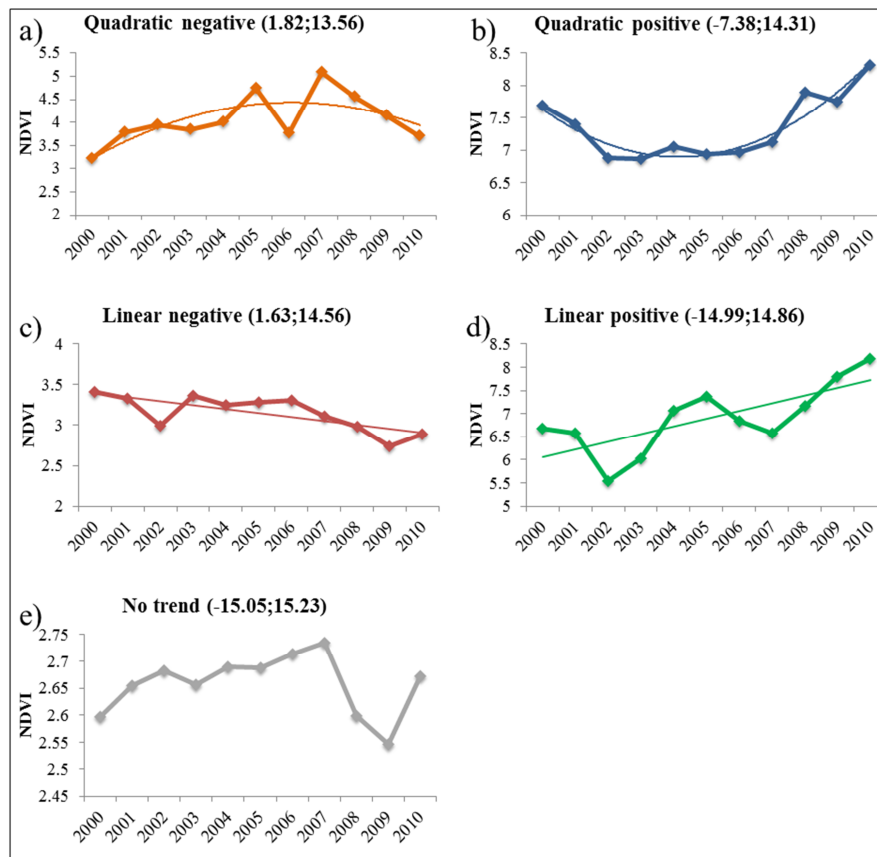 a)
Quadratic negative (1.82;13.56)
5.5
5
4.5
4
3.5
3
2.5
2
NDVI
2000 2001 2002 2003 2004 2005 2006 2007 2008 2009 2010
b)
Quadratic positive (-7.38;14.31)
8.5
8
7.5
7
6.5
6
NDVI
2000 2001 2002 2003 2004 2005 2006 2007 2008 2009 2010
c)
Linear negative (1.63;14.56)
4
3.5
3
2.5
2
NDVI
2000 2001 2002 2003 2004 2005 2006 2007 2008 2009 2010
d)
Linear positive (-14.99;14.86)
8.5
8
7.5
7
6.5
6
5.5
5
NDVI
2000 2001 2002 2003 2004 2005 2006 2007 2008 2009 2010
e)
No trend (-15.05;15.23)
2.75
2.7
2.65
2.6
2.55
2.5
2.45
NDVI
2000 2001 2002 2003 2004 2005 2006 2007 2008 2009 2010